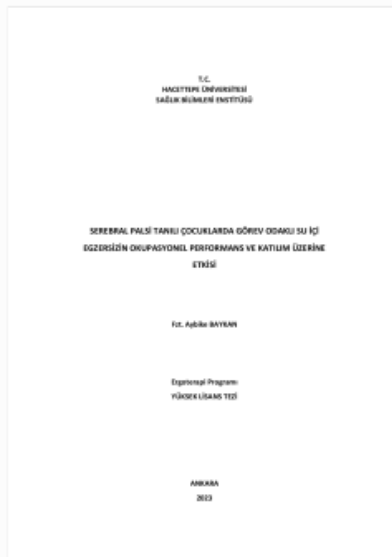 T.C.
HACETTEPE ÜNİVERSİTESİ
SAĞLIK BİLİMLERİ ENSTİTÜSÜ
SEREBRAL PALSİ TANILI ÇOCUKLARDA GÖREV ODAKLI SU İÇİ
EGZERSİZİN OKUPASYONEL PERFORMANS VE KATILIM ÜZERİNE
ETKİSİ
Fzt. Aybike BAYRAN
Ergoterapi Programı
YÜKSEK LİSANS TEZİ
ANKARA
2023